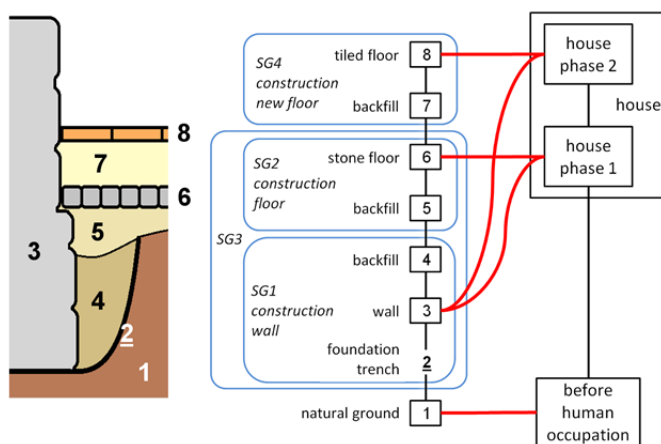 8
7
6
5
3
4
2
1
SG4
construction
new floor
tiled floor
8
backfill
7
SG3
SG2
construction
floor
stone floor
6
backfill
5
SG1
construction
wall
backfill
4
wall
3
foundation
trench
2
natural ground
1
house
phase 2
house
house
phase 1
before
human
occupation